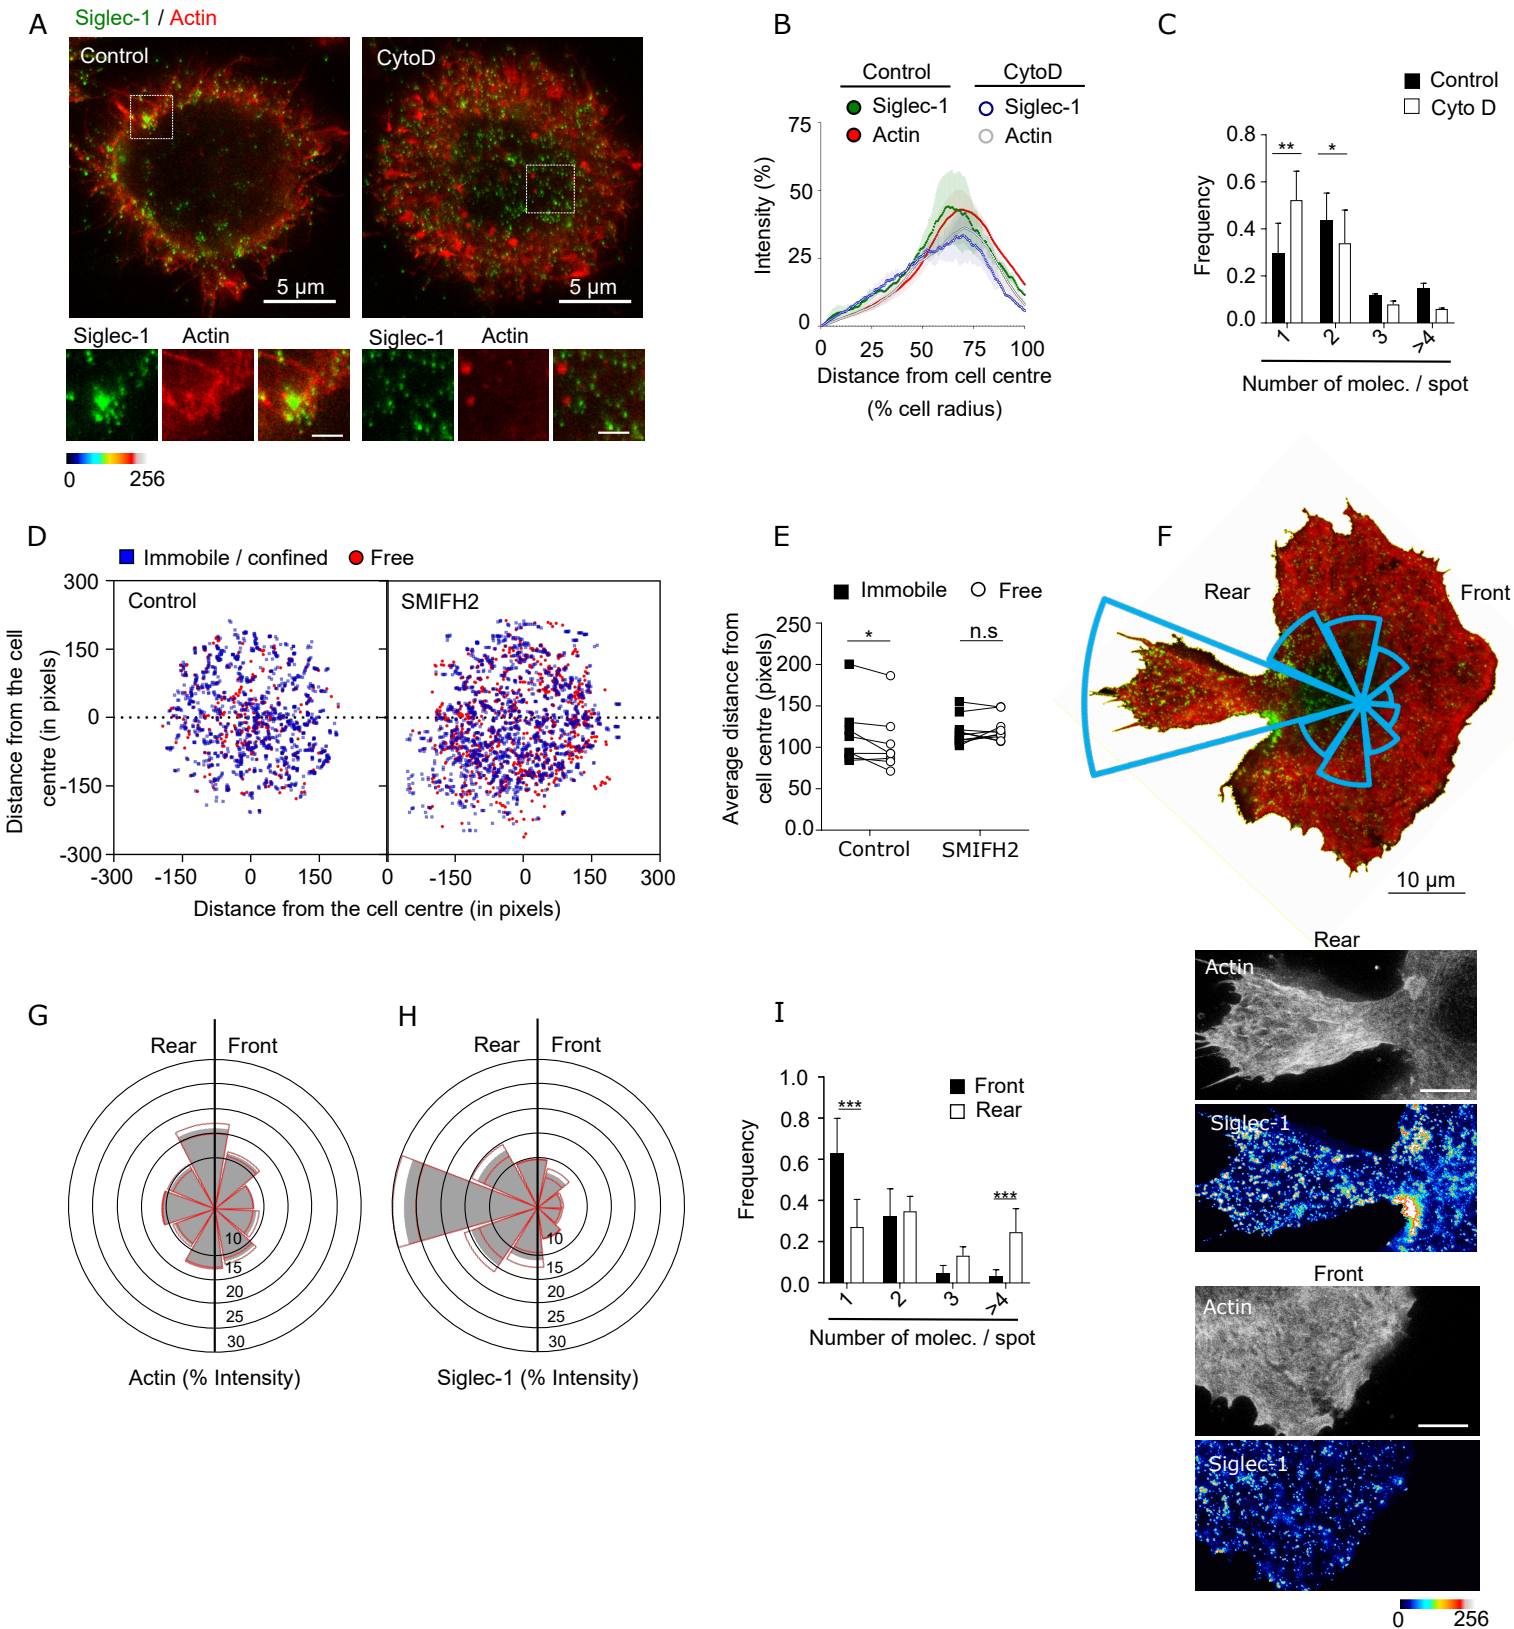 A
Siglec-1 / Actin
Control
CytoD
5 µm
5 µm
Siglec-1
Actin
Siglec-1
Actin
0
256
B
Control
CytoD
Siglec-1
Siglec-1
Actin
Actin
75
50
25
0
Intensity (%)
0
25
50
75
100
Distance from cell centre
(% cell radius)
C
Control
Cyto D
0.8
0.6
0.4
0.2
0.0
Frequency
**
*
1
2
3
>4
Number of molec. / spot
D
Immobile / confined
Free
Control
SMIFH2
300
150
0
-150
-300
Distance from the cell
centre (in pixels)
-300
-150
0
150
0
-150
0
150
300
Distance from the cell centre (in pixels)
E
Immobile
Free
250
200
150
100
50
0.0
Average distance from
cell centre (pixels)
*
n.s
Control
SMIFH2
F
Rear
Front
10 µm
Rear
Actin
Siglec-1
Front
Actin
Siglec-1
0
256
G
Rear
Front
10
15
20
25
30
Actin (% Intensity)
H
Rear
Front
10
15
20
25
30
Siglec-1 (% Intensity)
I
Front
Rear
1.0
0.8
0.6
0.4
0.2
0.0
Frequency
***
***
1
2
3
>4
Number of molec. / spot